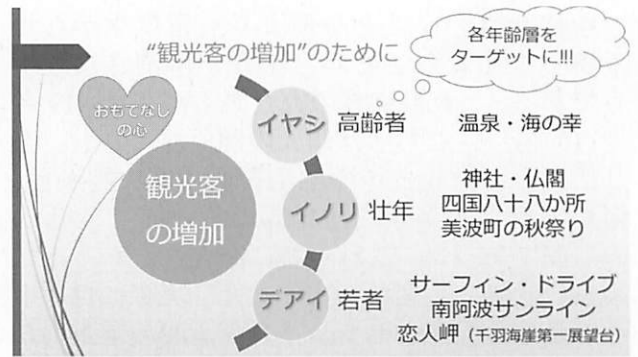 “観光客の増加”のために
各年齢層を
ターゲットに!!!
おもてなし
の心
観光客
の増加
イヤシ 高齢者 温泉・海の幸
イノリ 壮年 神社・仏閣
四国八十八か所
美波町の秋祭り
デアイ 若者 サーフィン・ドライブ
南阿波サンライン
恋人岬（千羽海崖第一展望台）